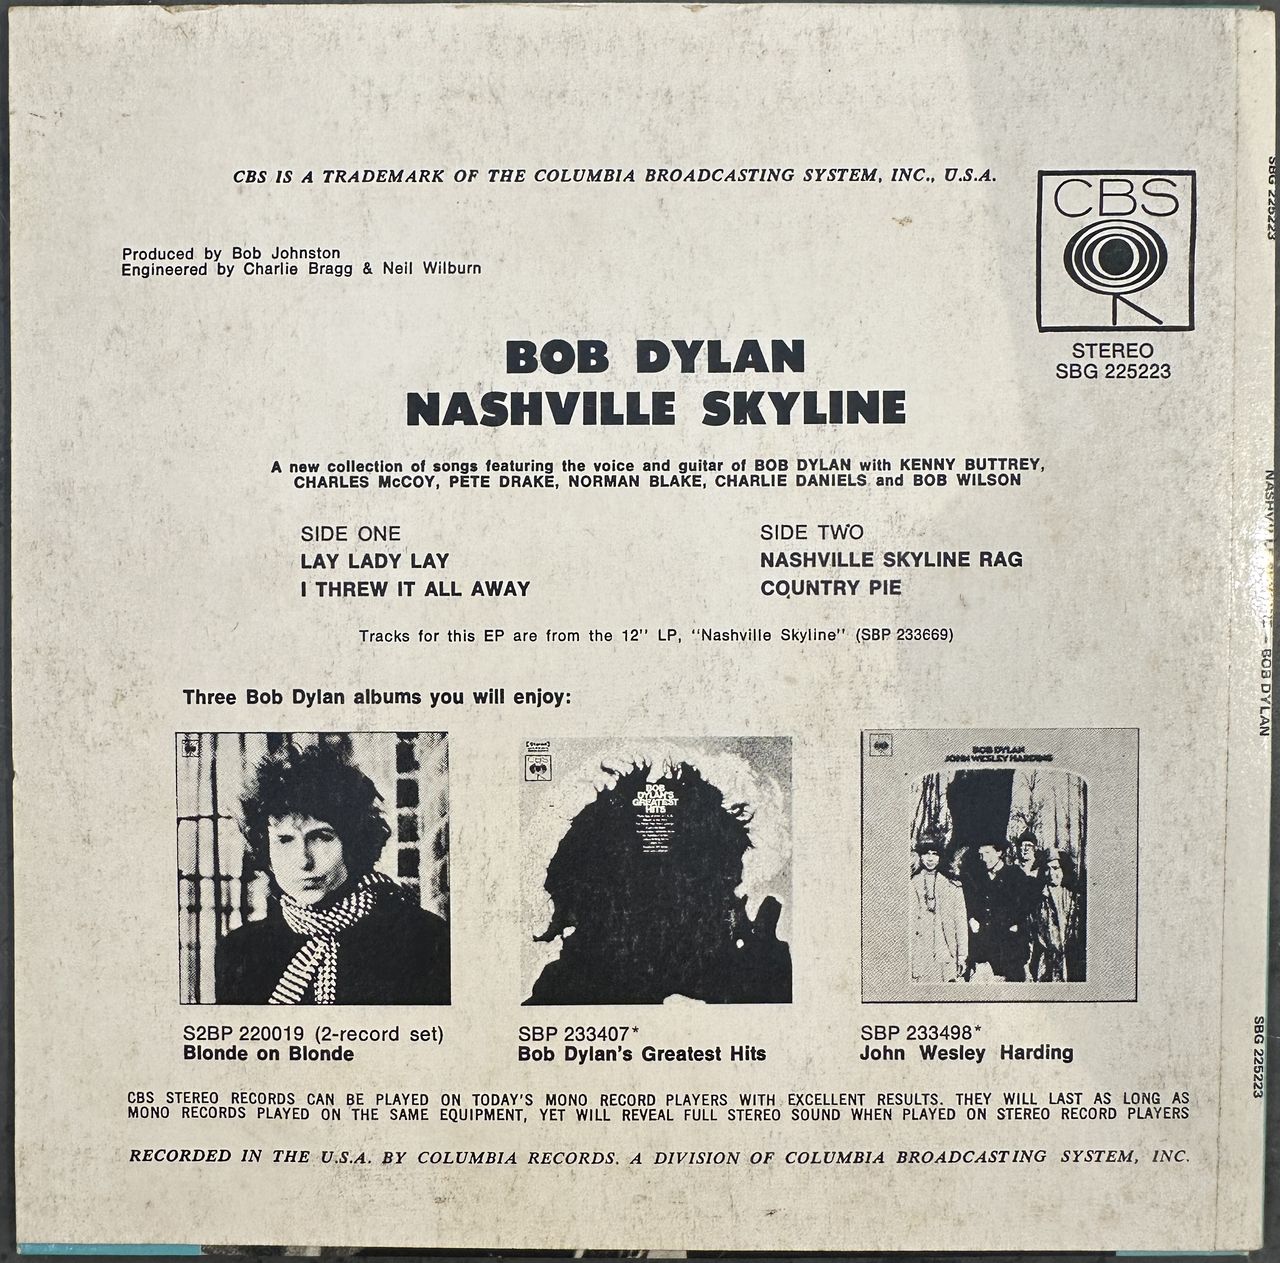 CBS IS A TRADEMARK OF THE COLUMBIA BROADCASTING SYSTEM, INC., U.S.A.
CBS
Produced by Bob Johnston
Engineered by Charlie Bragg & Neil Wilburn
STEREO
SBG 225223
BOB DYLAN
NASHVILLE SKYLINE
A new collection of songs featuring the voice and guitar of BOB DYLAN with KENNY BUTTREY,
CHARLES McCOY, PETE DRAKE, NORMAN BLAKE, CHARLIE DANIELS and BOB WILSON
SIDE ONE
LAY LADY LAY
I THREW IT ALL AWAY
SIDE TWO
NASHVILLE SKYLINE RAG
COUNTRY PIE
Tracks for this EP are from the 12" LP, "Nashville Skyline" (SBP 233669)
Three Bob Dylan albums you will enjoy:
CBS
BOB
DYLAN'S
GREATEST
HITS
BOB DYLAN
JOHN WESLEY HARDING
S2BP 220019 (2-record set)
Blonde on Blonde
SBP 233407*
Bob Dylan's Greatest Hits
SBP 233498*
John Wesley Harding
CBS STEREO RECORDS CAN BE PLAYED ON TODAY'S MONO RECORD PLAYERS WITH EXCELLENT RESULTS. THEY WILL LAST AS LONG AS
MONO RECORDS PLAYED ON THE SAME EQUIPMENT, YET WILL REVEAL FULL STEREO SOUND WHEN PLAYED ON STEREO RECORD PLAYERS
RECORDED IN THE U.S.A. BY COLUMBIA RECORDS. A DIVISION OF COLUMBIA BROADCASTING SYSTEM, INC.
SBG 225223
BOB DYLAN
SBG 225223